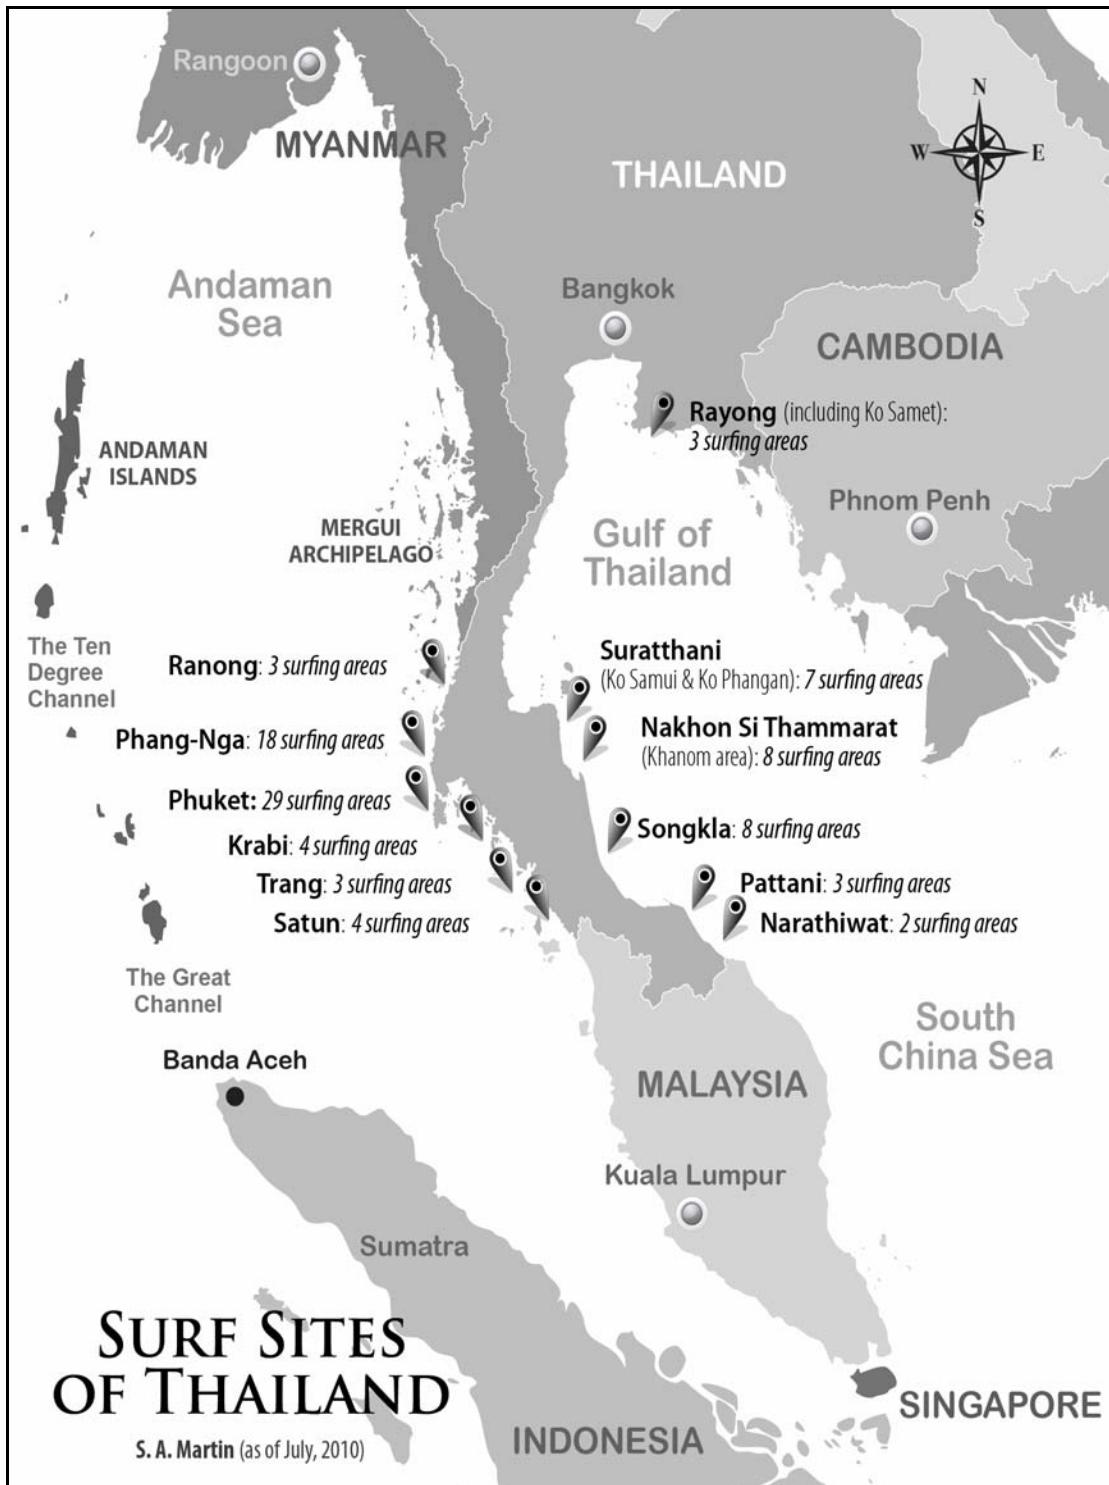 Rangoon
MYANMAR
THAILAND
N
W
E
S
Andaman
Sea
Bangkok
CAMBODIA
Rayong (including Ko Samet):
3 surfing areas
ANDAMAN
ISLANDS
Phnom Penh
MERGUI
ARCHIPELAGO
Gulf of
Thailand
The Ten
Degree
Channel
Ranong: 3 surfing areas
Suratthani
(Ko Samui & Ko Phangan): 7 surfing areas
Phang-Nga: 18 surfing areas
Nakhon Si Thammarat
(Khanom area): 8 surfing areas
Phuket: 29 surfing areas
Krabi: 4 surfing areas
Songkla: 8 surfing areas
Trang: 3 surfing areas
Pattani: 3 surfing areas
Satun: 4 surfing areas
Narathiwat: 2 surfing areas
The Great
Channel
South
China Sea
Banda Aceh
MALAYSIA
Kuala Lumpur
Sumatra
SURF SITES
OF THAILAND
S. A. Martin (as of July, 2010)
SINGAPORE
INDONESIA